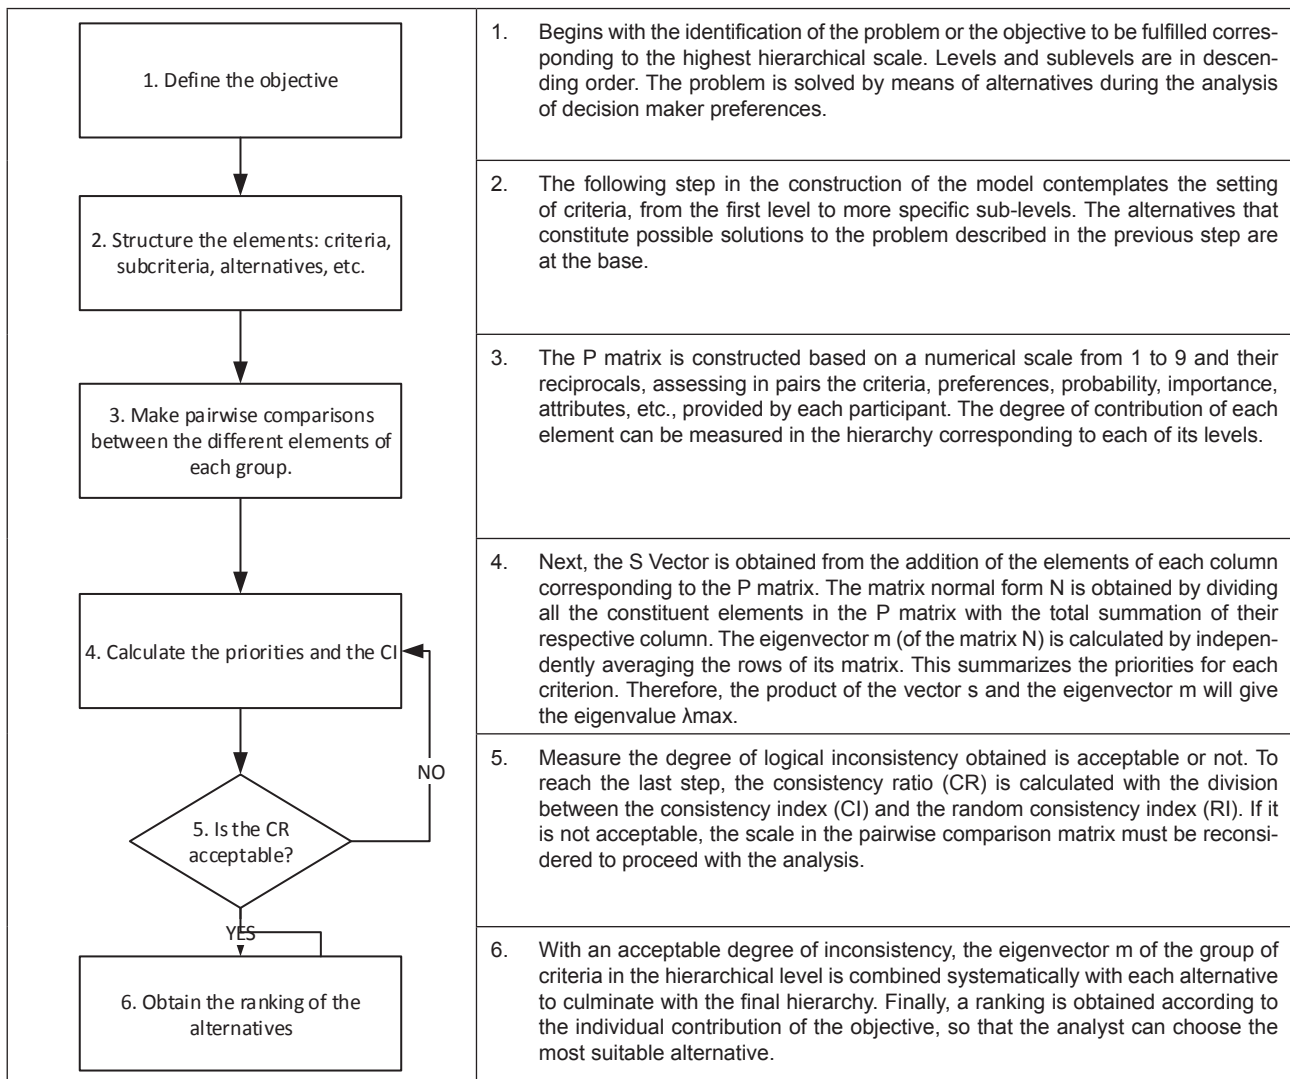 1. Define the objective
1. Begins with the identification of the problem or the objective to be fulfilled corres-
ponding to the highest hierarchical scale. Levels and sublevels are in descen-
ding order. The problem is solved by means of alternatives during the analysis
of decision maker preferences.
2. Structure the elements: criteria,
subcriteria, alternatives, etc.
2. The following step in the construction of the model contemplates the setting
of criteria, from the first level to more specific sub-levels. The alternatives that
constitute possible solutions to the problem described in the previous step are
at the base.
3. Make pairwise comparisons
between the different elements of
each group.
3. The P matrix is constructed based on a numerical scale from 1 to 9 and their
reciprocals, assessing in pairs the criteria, preferences, probability, importance,
attributes, etc., provided by each participant. The degree of contribution of each
element can be measured in the hierarchy corresponding to each of its levels.
4. Calculate the priorities and the CI
4. Next, the S Vector is obtained from the addition of the elements of each column
corresponding to the P matrix. The matrix normal form N is obtained by dividing
all the constituent elements in the P matrix with the total summation of their
respective column. The eigenvector m (of the matrix N) is calculated by indepen-
dently averaging the rows of its matrix. This summarizes the priorities for each
criterion. Therefore, the product of the vector s and the eigenvector m will give
the eigenvalue λmax.
NO
5. Is the CR
acceptable?
5. Measure the degree of logical inconsistency obtained is acceptable or not. To
reach the last step, the consistency ratio (CR) is calculated with the division
between the consistency index (CI) and the random consistency index (RI). If it
is not acceptable, the scale in the pairwise comparison matrix must be reconsi-
dered to proceed with the analysis.
YES
6. Obtain the ranking of the
alternatives
6. With an acceptable degree of inconsistency, the eigenvector m of the group of
criteria in the hierarchical level is combined systematically with each alternative
to culminate with the final hierarchy. Finally, a ranking is obtained according to
the individual contribution of the objective, so that the analyst can choose the
most suitable alternative.